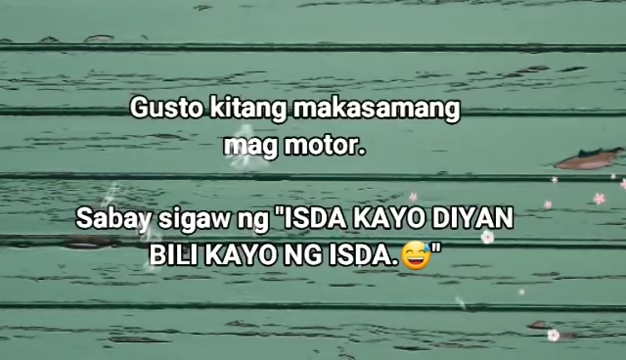 Gusto kitang makasamang
mag motor.
Sabay sigaw ng "ISDA KAYO DIYAN
BILI KAYO NG ISDA.😅"